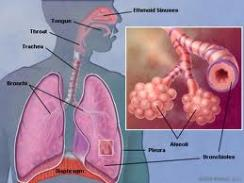 Ethmoid Sinuses
Tongue
Throat
Trachea
Bronchi
Pleura
Alveoli
Bronchioles
Diaphragm